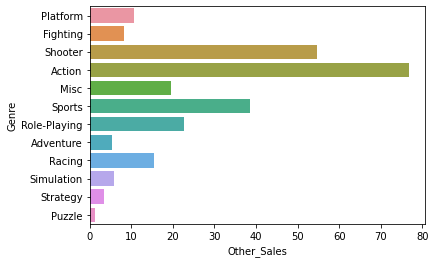 Platform
Fighting
Shooter
Action
Misc
Sports
Role-Playing
Adventure
Racing
Simulation
Strategy
Puzzle
Genre
0 10 20 30 40 50 60 70 80
Other_Sales